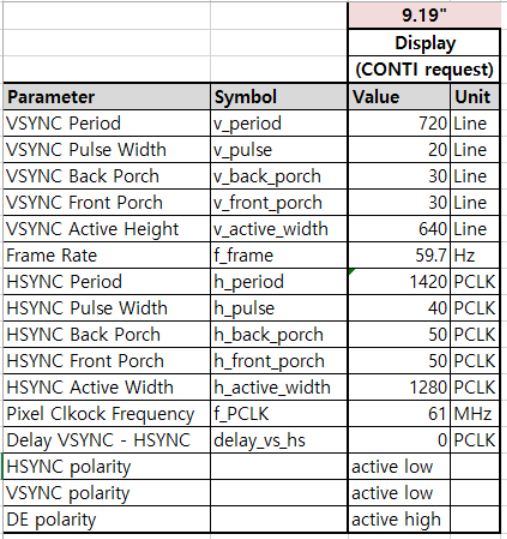 9.19"
Display
(CONTI request)
Parameter Symbol Value Unit
VSYNC Period v_period 720 Line
VSYNC Pulse Width v_pulse 20 Line
VSYNC Back Porch v_back_porch 30 Line
VSYNC Front Porch v_front_porch 30 Line
VSYNC Active Height v_active_width 640 Line
Frame Rate f_frame 59.7 Hz
HSYNC Period h_period 1420 PCLK
HSYNC Pulse Width h_pulse 40 PCLK
HSYNC Back Porch h_back_porch 50 PCLK
HSYNC Front Porch h_front_porch 50 PCLK
HSYNC Active Width h_active_width 1280 PCLK
Pixel Clkock Frequency f_PCLK 61 MHz
Delay VSYNC - HSYNC delay_vs_hs 0 PCLK
HSYNC polarity active low
VSYNC polarity active low
DE polarity active high